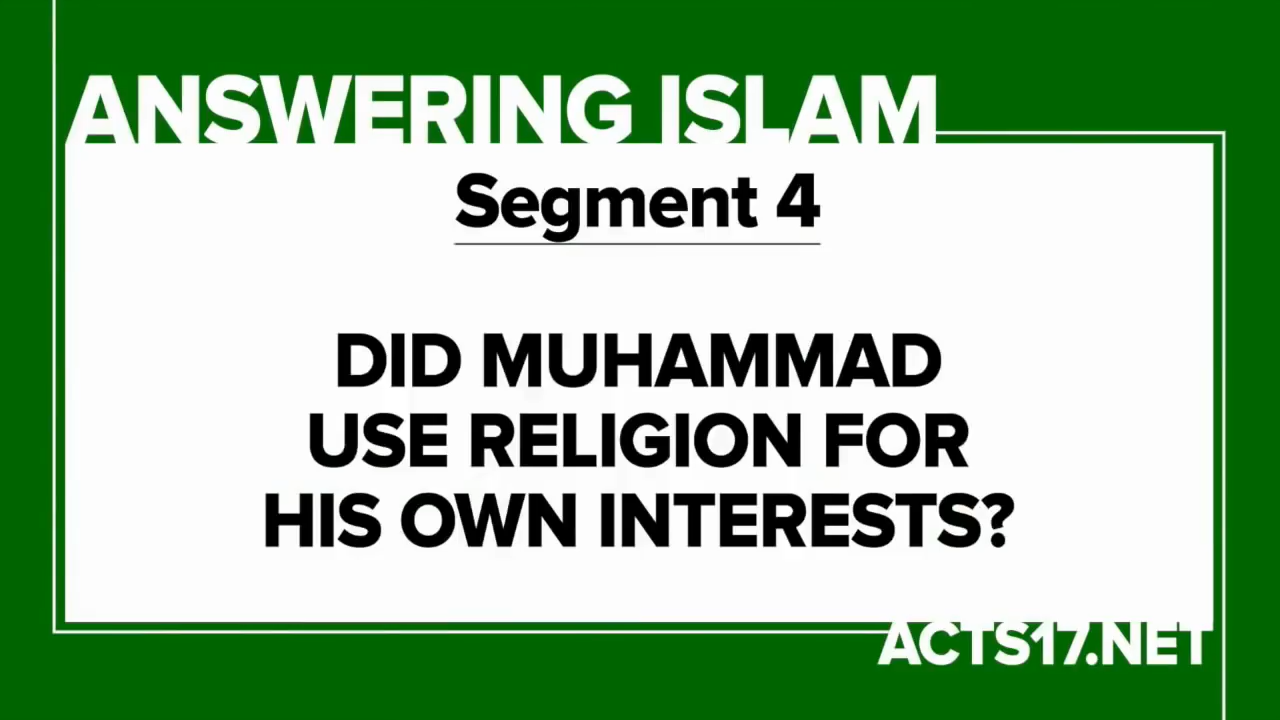 ANSWERING ISLAM
Segment 4
DID MUHAMMAD
USE RELIGION FOR
HIS OWN INTERESTS?
ACTS17.NET